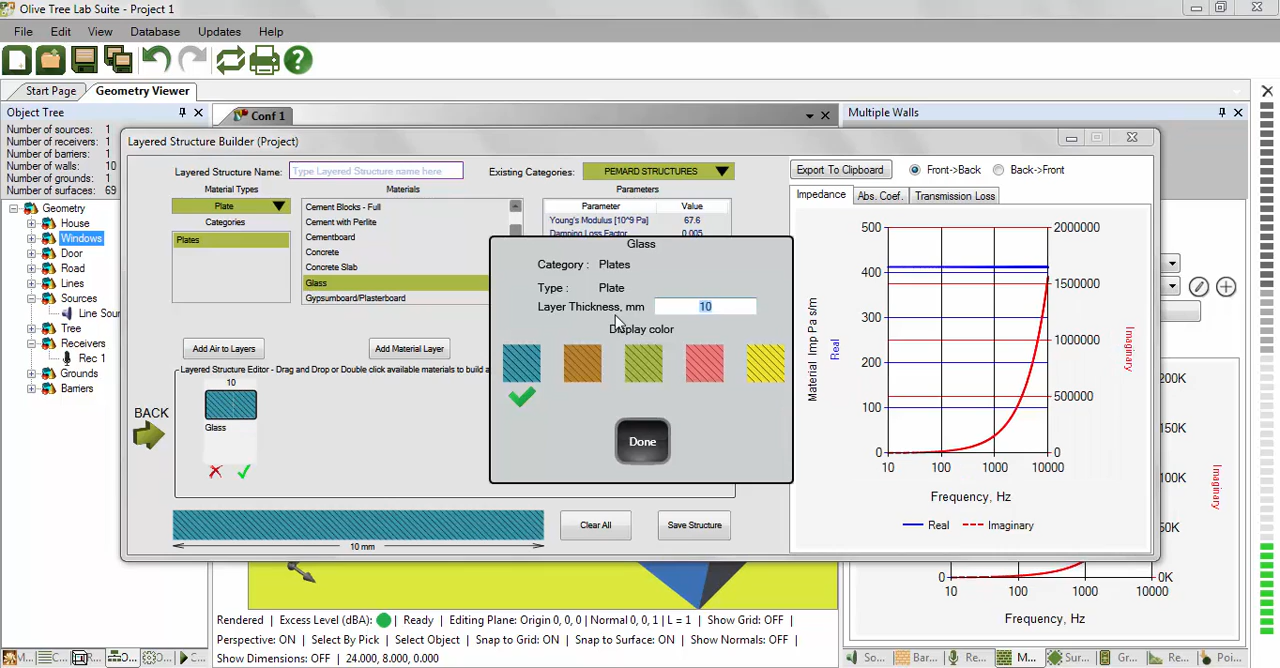 Olive Tree Lab Suite - Project 1
File Edit View Database Updates Help
Start Page Geometry Viewer
Object Tree
Number of sources: 1
Number of receivers: 1
Number of barriers: 1
Number of walls: 10
Number of grounds: 1
Number of surfaces: 69
Geometry
House
Windows
Door
Road
Lines
Sources
Line Sour
Tree
Receivers
Rec 1
Grounds
Barriers
Conf 1
Multiple Walls
Layered Structure Builder (Project)
Layered Structure Name: Type Layered Structure name here
Existing Categories: PEMARD STRUCTURES
Material Types
Plate
Categories
Plates
Materials
Cement Blocks - Full
Cement with Perlite
Cementboard
Concrete
Concrete Slab
Glass
Gypsumboard/Plasterboard
Parameters
Parameter Value
Young's Modulus [10^9 Pa] 67.6
Damping Loss Factor 0.005
Add Air to Layers
Add Material Layer
Layered Structure Editor - Drag and Drop or Double click available materials to build a
10
Glass
BACK
10 mm
Clear All
Save Structure
Glass
Category : Plates
Type : Plate
Layer Thickness, mm 10
Display color
Done
Export To Clipboard Front->Back Back->Front
Impedance Abs. Coef. Transmission Loss
500 2000000
400 1500000
300
1000000
200
500000
100
0 0
10 100 1000 10000
Material Imp Pa s/m
Real
Imaginary
Frequency, Hz
Real Imaginary
200K
150K
100K
50K
0 0K
10 100 1000 10000
Imaginary
Frequency, Hz
Rendered | Excess Level (dBA): | Ready | Editing Plane: Origin 0, 0, 0 | Normal 0, 0, 1 | L = 1 | Show Grid: OFF |
Perspective: ON | Select By Pick | Select Object | Snap to Grid: ON | Snap to Surface: ON | Show Normals: OFF |
Show Dimensions: OFF | 24.000, 8.000, 0.000
M... C... R... O... C... C...
So... Bar... Re... M... Sur... Gr... Re... Poi...